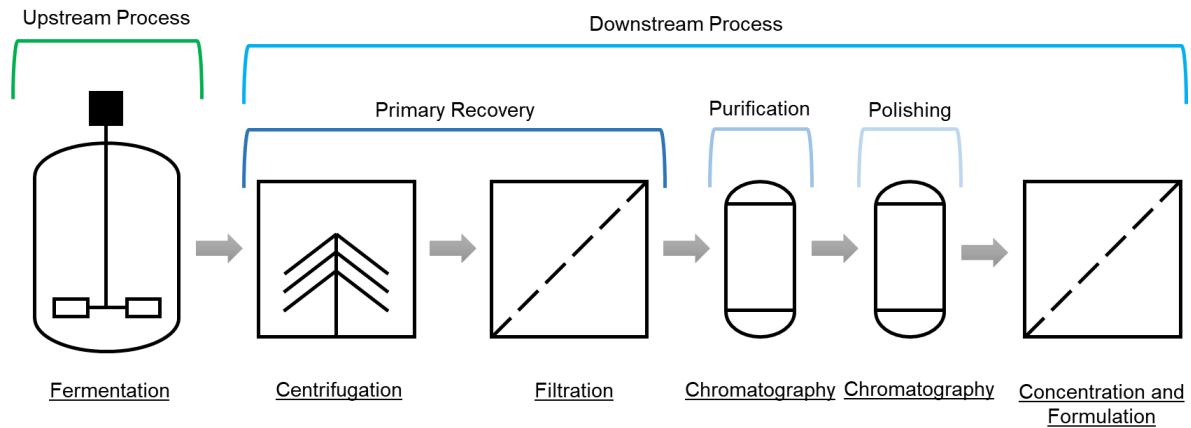 Upstream Process
Downstream Process
Primary Recovery
Purification
Polishing
Fermentation
Centrifugation
Filtration
Chromatography
Chromatography
Concentration and
Formulation